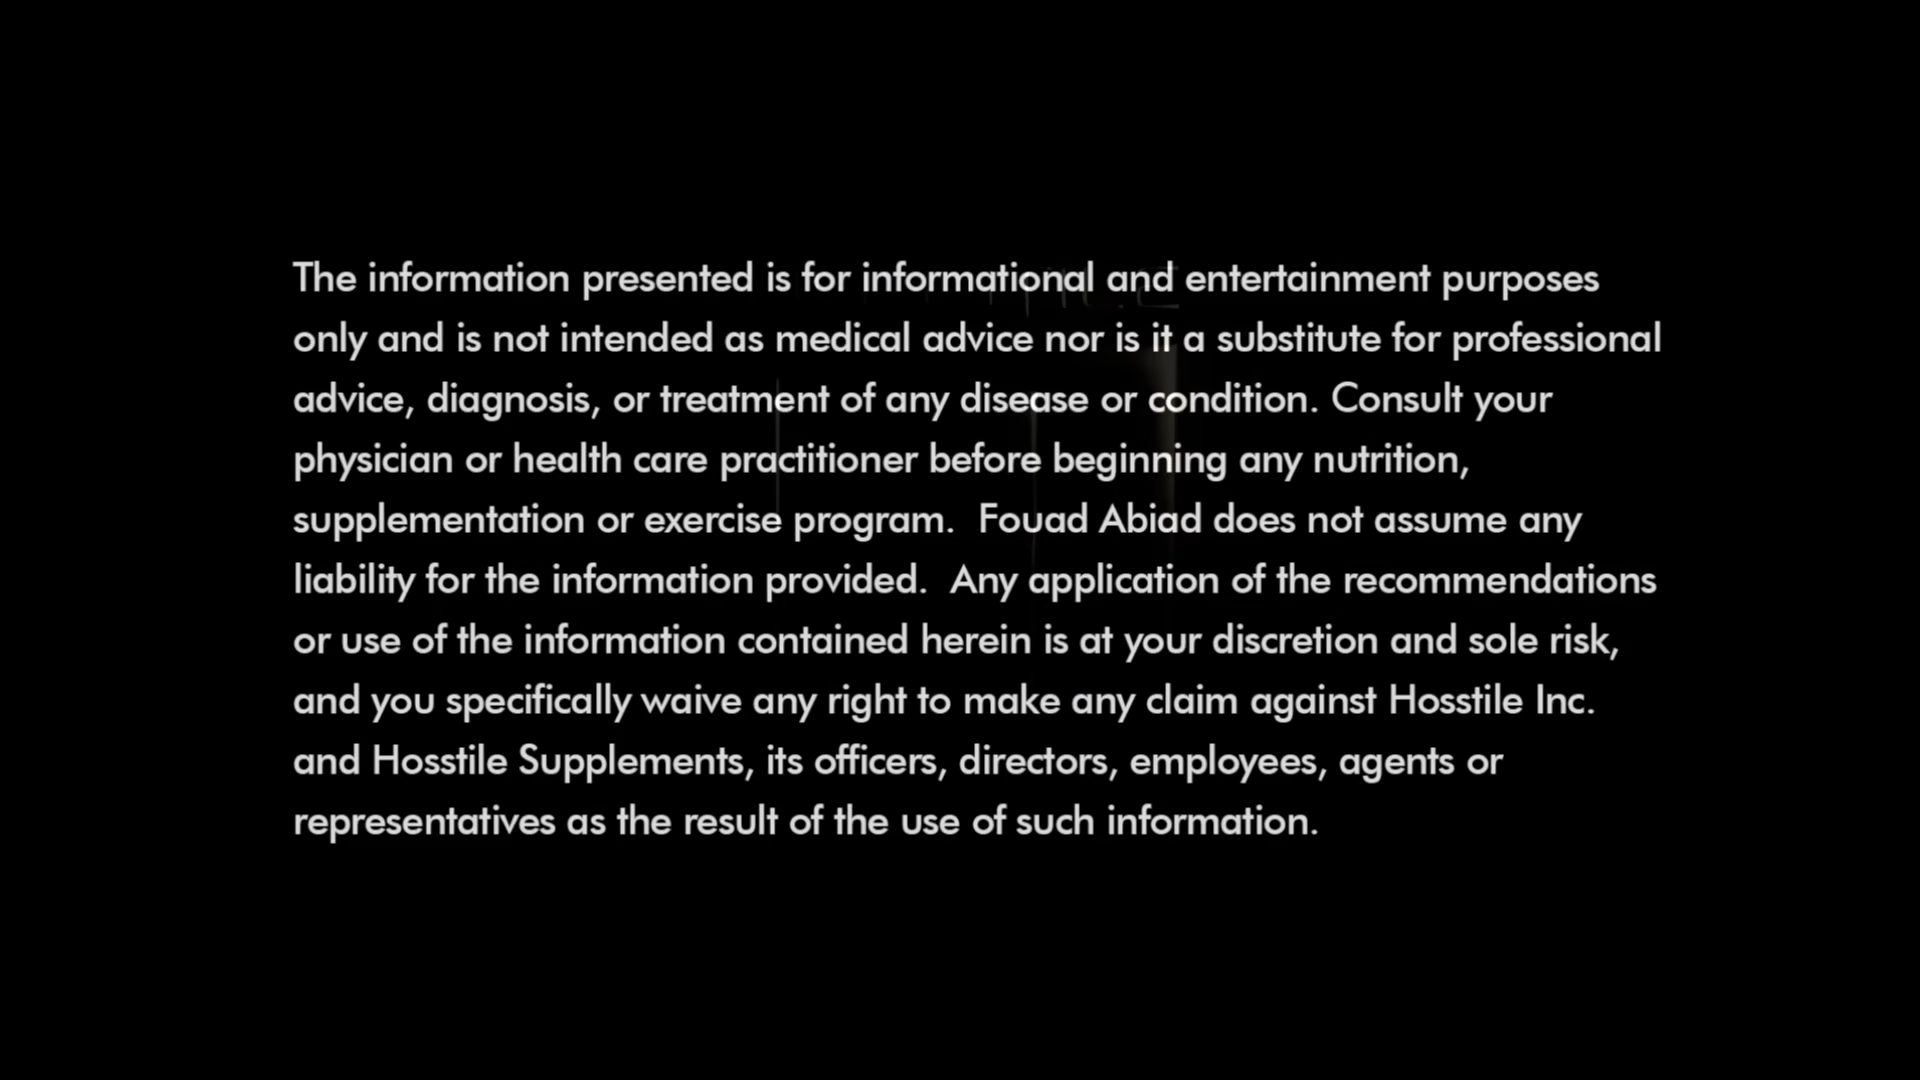 The information presented is for informational and entertainment purposes
only and is not intended as medical advice nor is it a substitute for professional
advice, diagnosis, or treatment of any disease or condition. Consult your
physician or health care practitioner before beginning any nutrition,
supplementation or exercise program.  Fouad Abiad does not assume any
liability for the information provided.  Any application of the recommendations
or use of the information contained herein is at your discretion and sole risk,
and you specifically waive any right to make any claim against Hosstile Inc.
and Hosstile Supplements, its officers, directors, employees, agents or
representatives as the result of the use of such information.